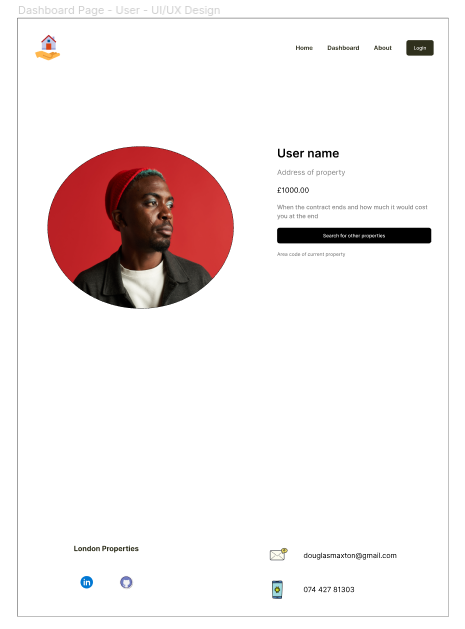 Dashboard Page - User - UI/UX Design
Home Dashboard About Login
User name
Address of property
£1000.00
When the contract ends and how much it would cost
you at the end
Search for other properties
Area code of current property
London Properties
douglasmaxton@gmail.com
in
074 427 81303